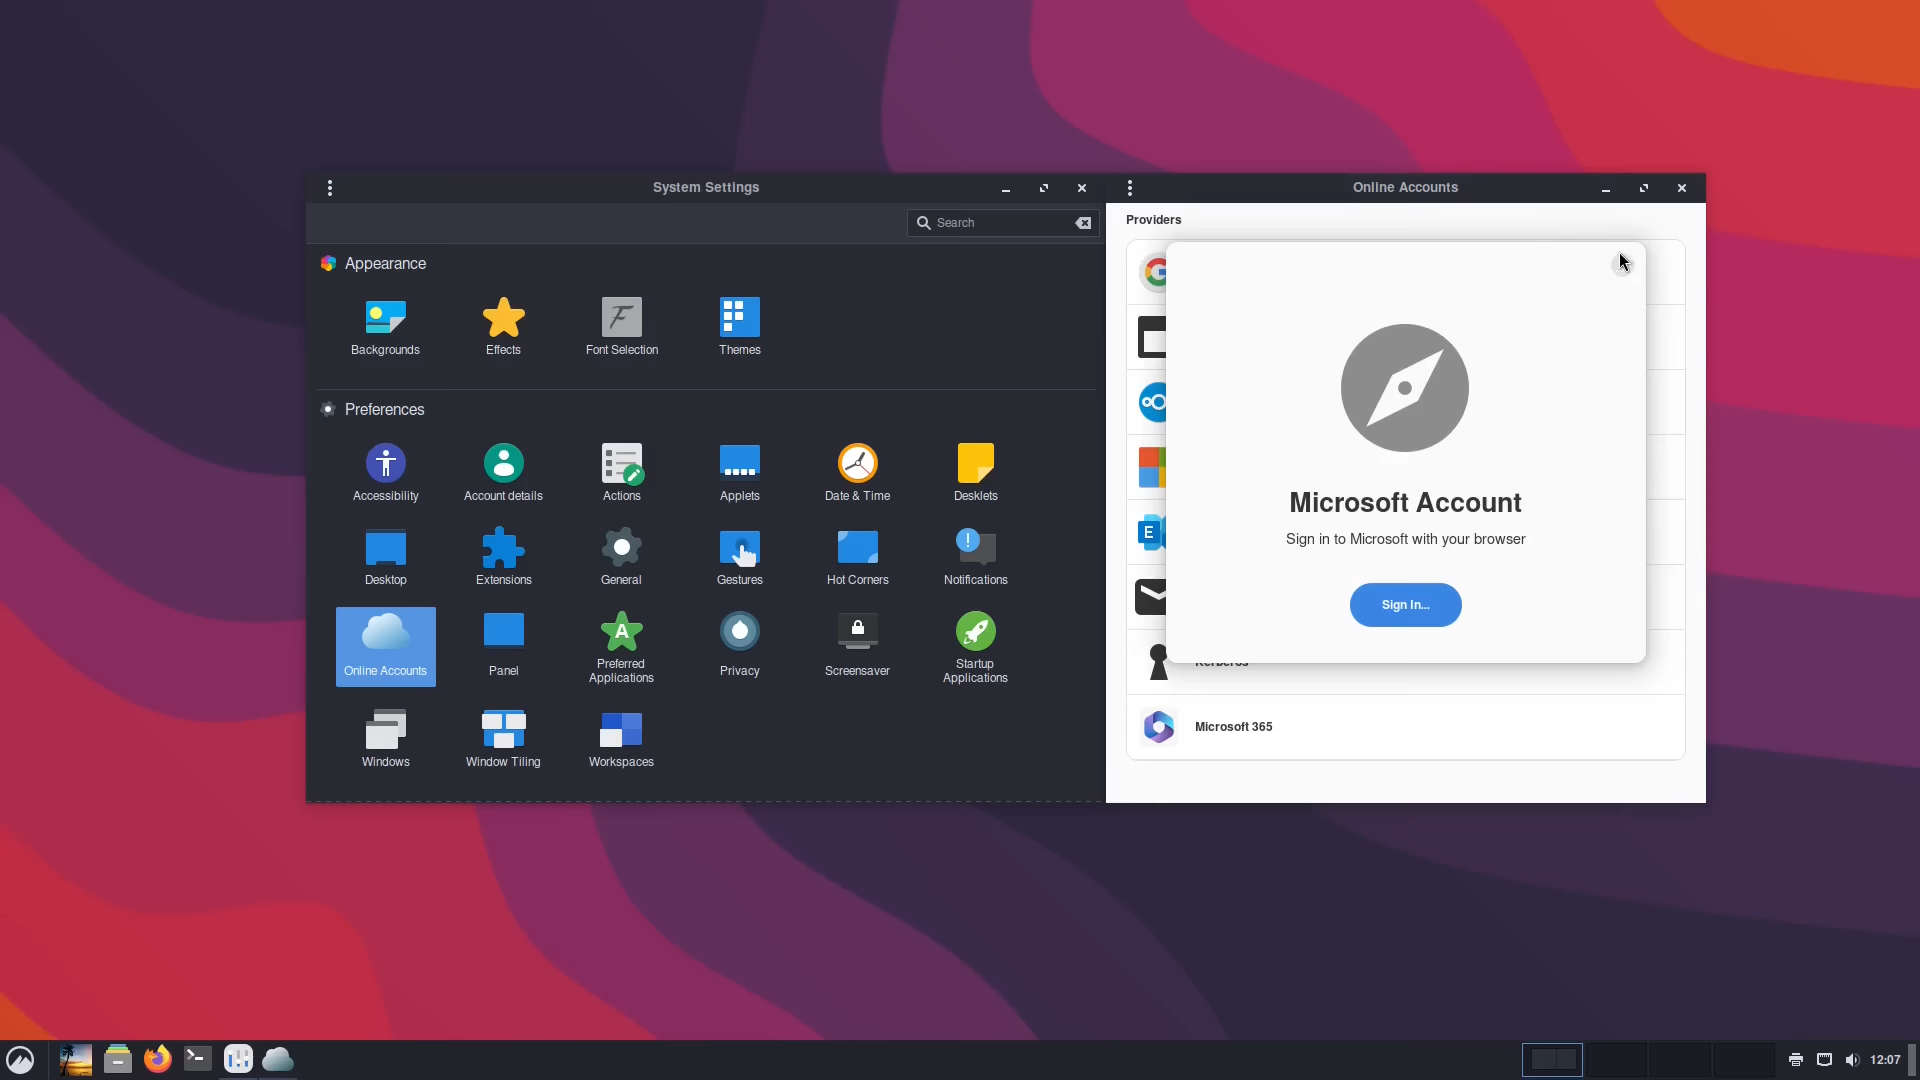 System Settings
Search
Appearance
Backgrounds
Effects
Font Selection
Themes
Preferences
Accessibility
Account details
Actions
Applets
Date & Time
Desklets
Desktop
Extensions
General
Gestures
Hot Corners
Notifications
Online Accounts
Panel
Preferred
Applications
Privacy
Screensaver
Startup
Applications
Windows
Window Tiling
Workspaces
Online Accounts
Providers
Microsoft Account
Sign in to Microsoft with your browser
Sign In...
Kerberos
Microsoft 365
12:07